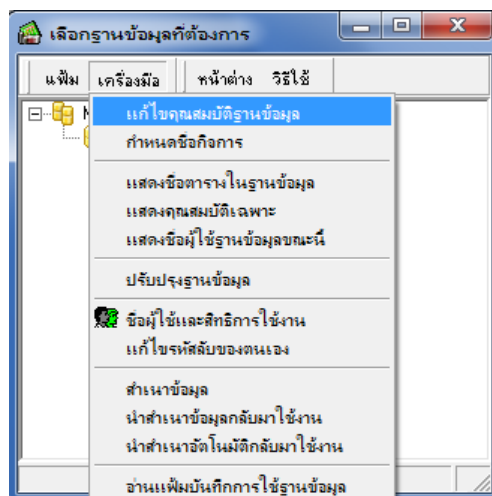 เลือกฐานข้อมูลที่ต้องการ
แฟ้ม เครื่องมือ หน้าต่าง วิธีใช้
แก้ไขคุณสมบัติฐานข้อมูล
กำหนดชื่อกิจการ
แสดงชื่อตารางในฐานข้อมูล
แสดงคุณสมบัติเฉพาะ
แสดงชื่อผู้ใช้ฐานข้อมูลขณะนี้
ปรับปรุงฐานข้อมูล
ชื่อผู้ใช้และสิทธิการใช้งาน
แก้ไขรหัสลับของตนเอง
สำเนาข้อมูล
นำสำเนาข้อมูลกลับมาใช้งาน
นำสำเนาอัตโนมัติกลับมาใช้งาน
อ่านแฟ้มบันทึกการใช้ฐานข้อมูล